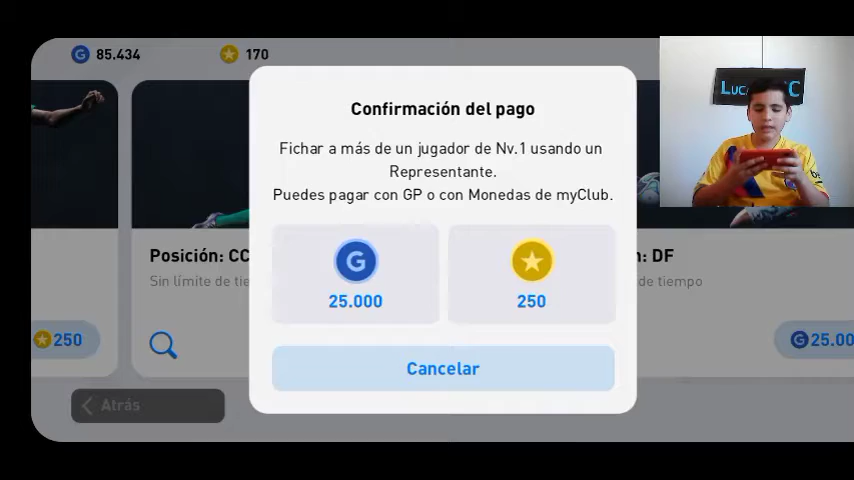 85.434
170
Confirmación del pago
Fichar a más de un jugador de Nv.1 usando un
Representante.
Puedes pagar con GP o con Monedas de myClub.
G
25.000
250
Cancelar
Posición: CC
Sin límite de tie
DF
de tiempo
250
25.00
Atrás